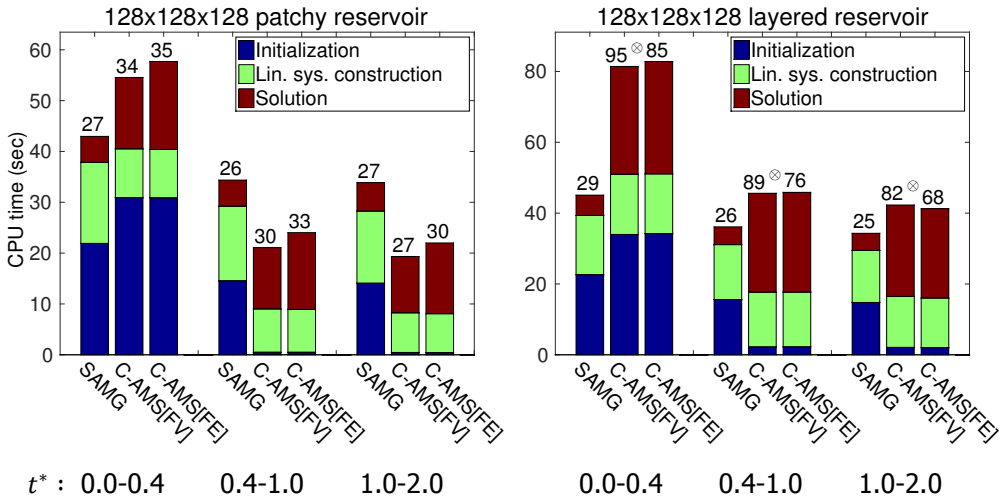 128x128x128 patchy reservoir
CPU time (sec)
60
50
40
30
20
10
0
Initialization
Lin. sys. construction
Solution
27
34
35
26
30
33
27
27
30
SAMG
C-AMS[FV]
C-AMS[FE]
SAMG
C-AMS[FV]
C-AMS[FE]
SAMG
C-AMS[FV]
C-AMS[FE]
128x128x128 layered reservoir
80
60
40
20
0
Initialization
Lin. sys. construction
Solution
29
95 ⊗ 85
26
89 ⊗ 76
25
82 ⊗ 68
SAMG
C-AMS[FV]
C-AMS[FE]
SAMG
C-AMS[FV]
C-AMS[FE]
SAMG
C-AMS[FV]
C-AMS[FE]
t* : 0.0-0.4 0.4-1.0 1.0-2.0 0.0-0.4 0.4-1.0 1.0-2.0